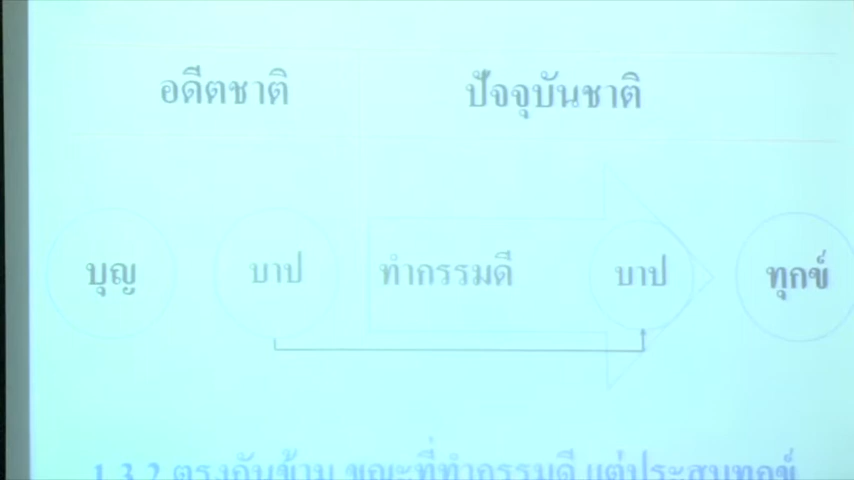 อดีตชาติ ปัจจุบันชาติ
บุญ บาป ทำกรรมดี บาป ทุกข์
1.3.2 ตรงกันข้าม ขณะที่ทำกรรมดี แต่ประสบทุกข์